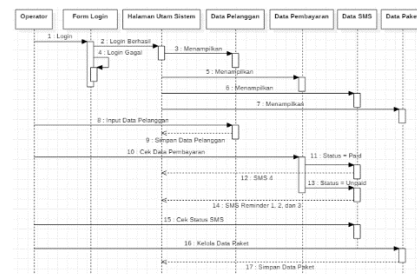 Operator
Form Login
Halaman Utam Sistem
Data Pelanggan
Data Pembayaran
Data SMS
Data Paket
1 : Login
2 : Login Berhasil
3 : Menampilkan
4 : Login Gagal
5 : Menampilkan
6 : Menampilkan
7 : Menampilkan
8 : Input Data Pelanggan
9 : Simpan Data Pelanggan
10 : Cek Data Pembayaran
11 : Status = Paid
12 : SMS 4
13 : Status = Unpaid
14 : SMS Reminder 1, 2, dan 3
15 : Cek Status SMS
16 : Kelola Data Paket
17 : Simpan Data Paket